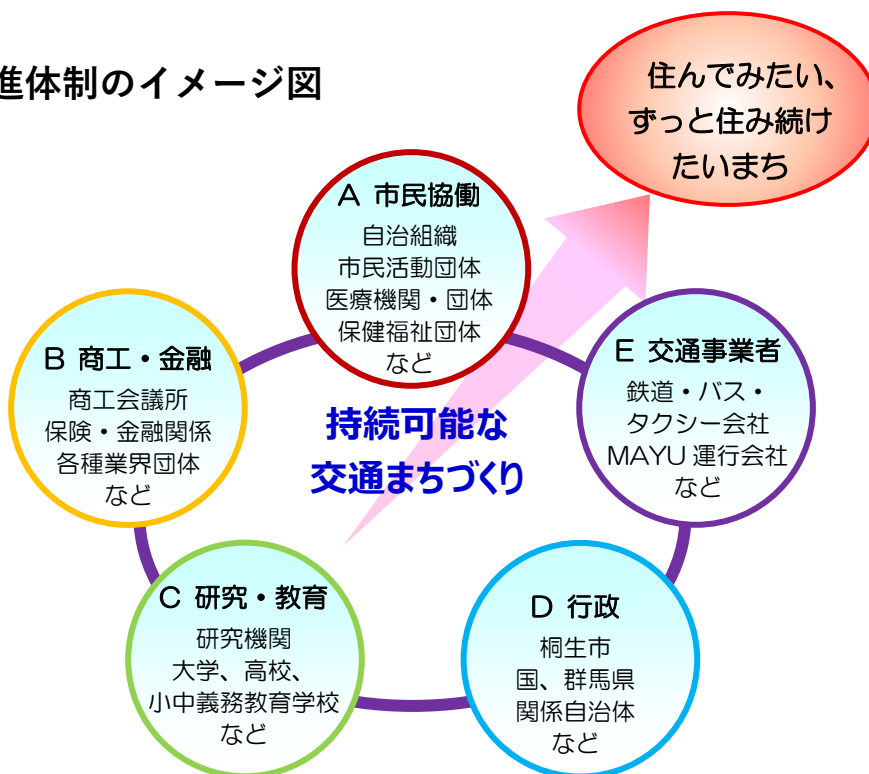 進体制のイメージ図
住んでみたい、
ずっと住み続け
たいまち
A 市民協働
自治組織
市民活動団体
医療機関・団体
保健福祉団体
など
B 商工・金融
商工会議所
保険・金融関係
各種業界団体
など
E 交通事業者
鉄道・バス・
タクシー会社
MAYU 運行会社
など
持続可能な
交通まちづくり
C 研究・教育
研究機関
大学、高校、
小中義務教育学校
など
D 行政
桐生市
国、群馬県
関係自治体
など